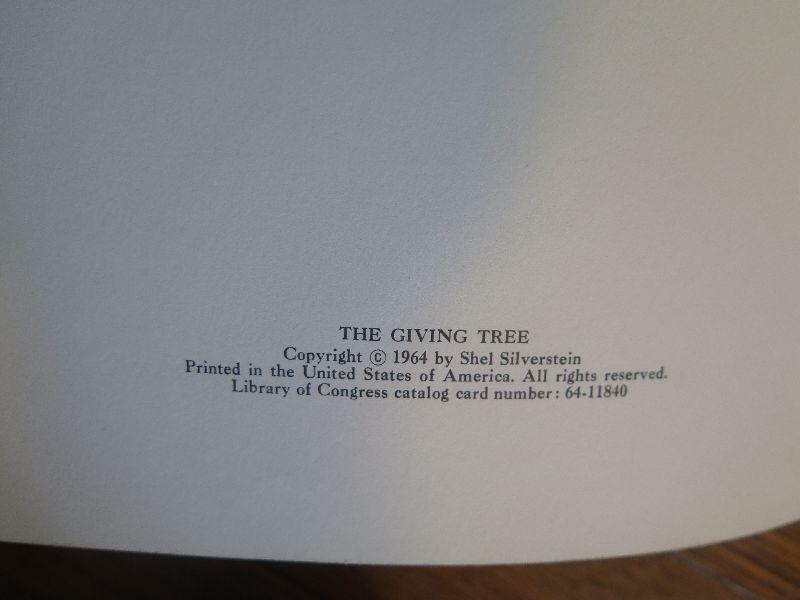 THE GIVING TREE
Copyright © 1964 by Shel Silverstein
Printed in the United States of America. All rights reserved.
Library of Congress catalog card number: 64-11840